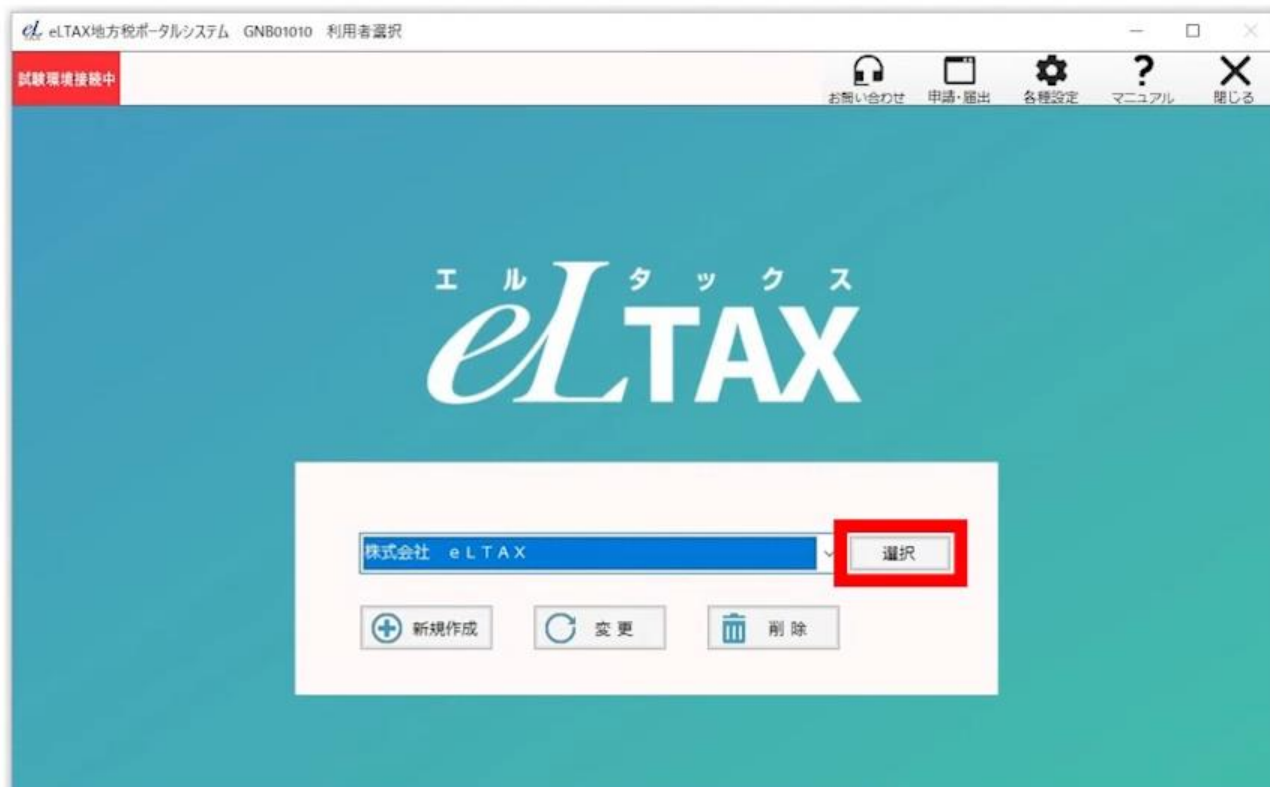 eLTAX地方税ポータルシステム GNB01010 利用者選択
試験環境接続中
お問い合わせ 申請・届出 各種設定 マニュアル 閉じる
エルタックス
eLTAX
株式会社 eLTAX
選択
新規作成 変更 削除